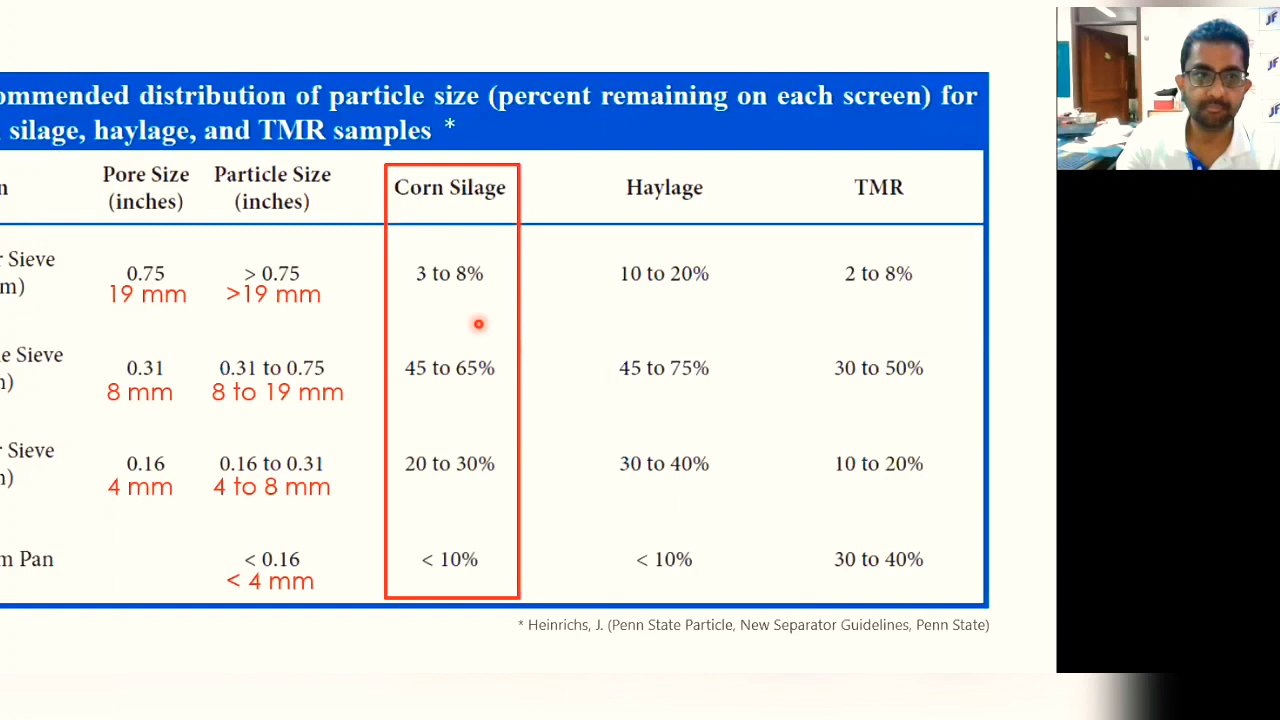 ommended distribution of particle size (percent remaining on each screen) for
silage, haylage, and TMR samples *
n Pore Size Particle Size Corn Silage Haylage TMR
(inches) (inches)
r Sieve 0.75 > 0.75 3 to 8% 10 to 20% 2 to 8%
m) 19 mm >19 mm
e Sieve 0.31 0.31 to 0.75 45 to 65% 45 to 75% 30 to 50%
n) 8 mm 8 to 19 mm
r Sieve 0.16 0.16 to 0.31 20 to 30% 30 to 40% 10 to 20%
n) 4 mm 4 to 8 mm
m Pan < 0.16 < 10% < 10% 30 to 40%
< 4 mm
* Heinrichs, J. (Penn State Particle, New Separator Guidelines, Penn State)
JF
JF
JF